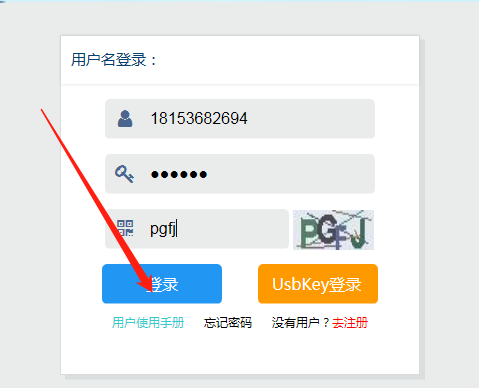 用户名登录：
18153682694
••••••
pgfj PGFJ
登录 UsbKey登录
用户使用手册 忘记密码 没有用户？去注册